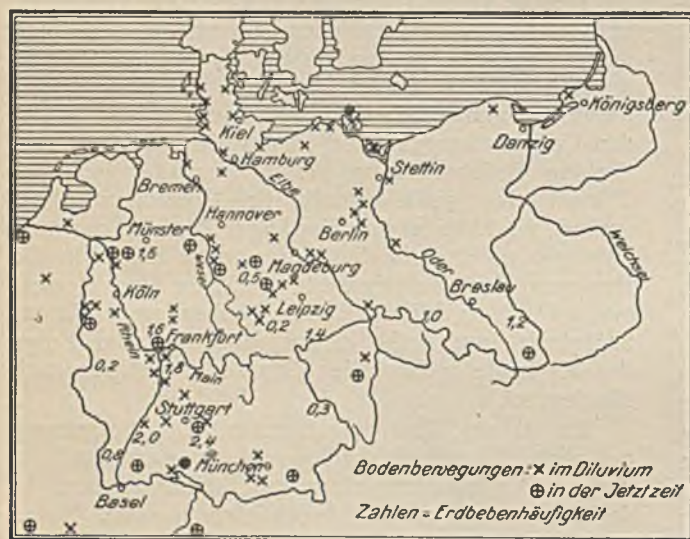 Königsberg
Kiel
Danzig
Hamburg
Stettin
Bremen
Elbe
Hannover
Münster
Berlin
Weser
1,6
0,5
Magdeburg
Oder
Weichsel
Köln
Leipzig
Breslau
Rhein
1,6
0,2
1,0
1,2
Frankfurt
1,4
0,2
1,8
Main
Stuttgart
0,3
2,0
2,4
0,8
München
Basel
Bodenbewegungen: × im Diluvium
⊕ in der Jetztzeit
Zahlen = Erdbebenhäufigkeit